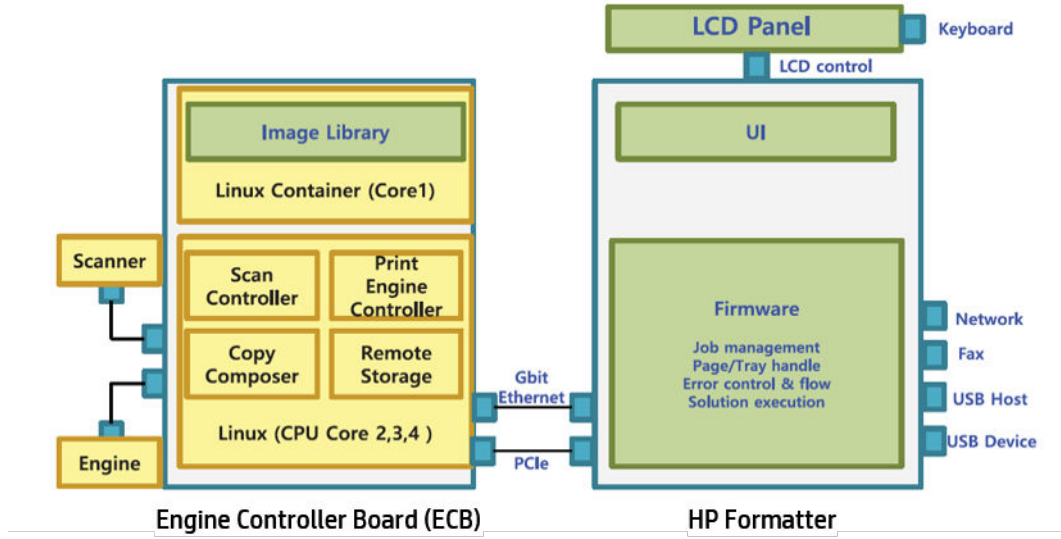 LCD Panel
Keyboard
LCD control
Image Library
Linux Container (Core1)
UI
Scanner
Scan
Controller
Print
Engine
Controller
Copy
Composer
Remote
Storage
Linux (CPU Core 2,3,4 )
Engine
Gbit
Ethernet
PCIe
Firmware
Job management
Page/Tray handle
Error control & flow
Solution execution
Network
Fax
USB Host
USB Device
Engine Controller Board (ECB)
HP Formatter